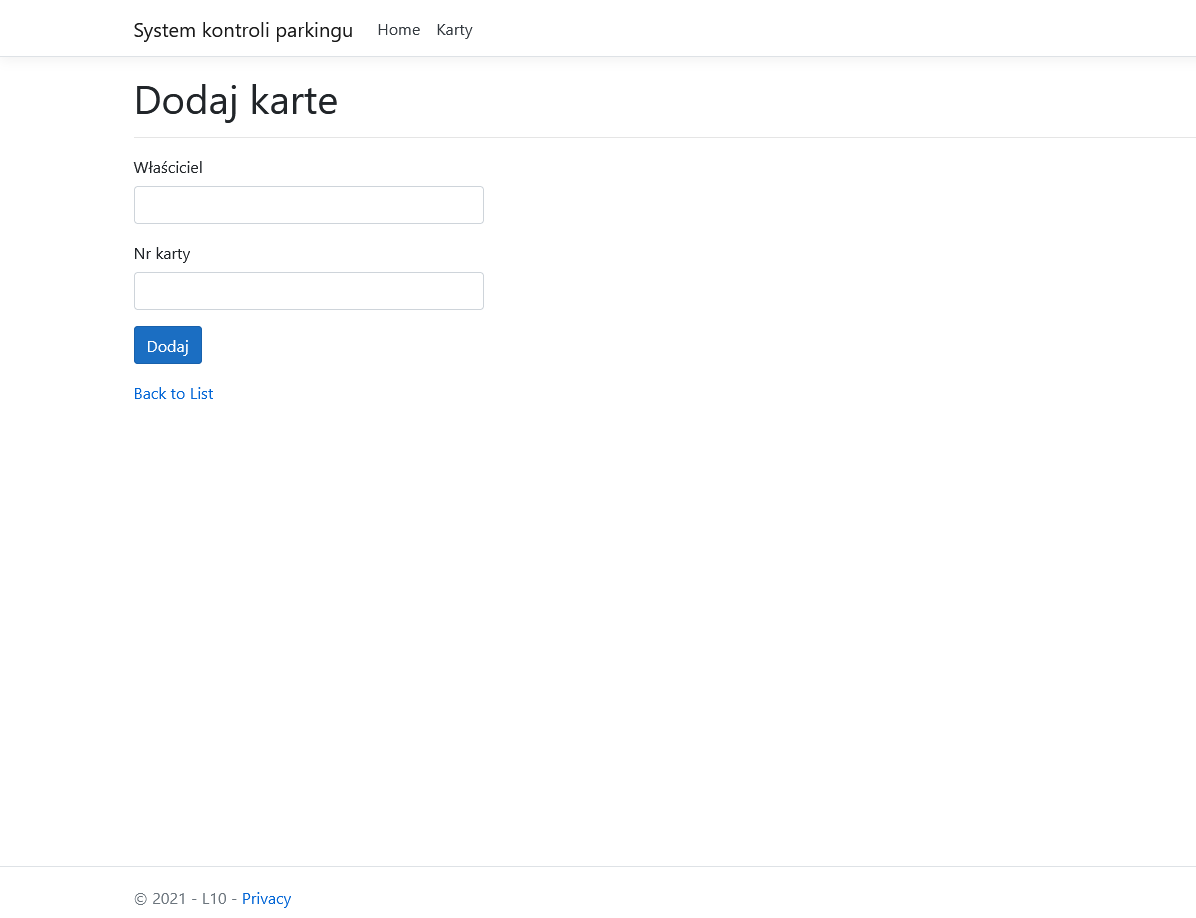 System kontroli parkingu Home Karty
Dodaj karte
Właściciel
Nr karty
Dodaj
Back to List
© 2021 - L10 - Privacy